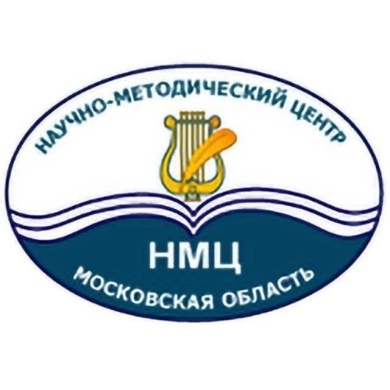 НАУЧНО-МЕТОДИЧЕСКИЙ ЦЕНТР
НМЦ
МОСКОВСКАЯ ОБЛАСТЬ